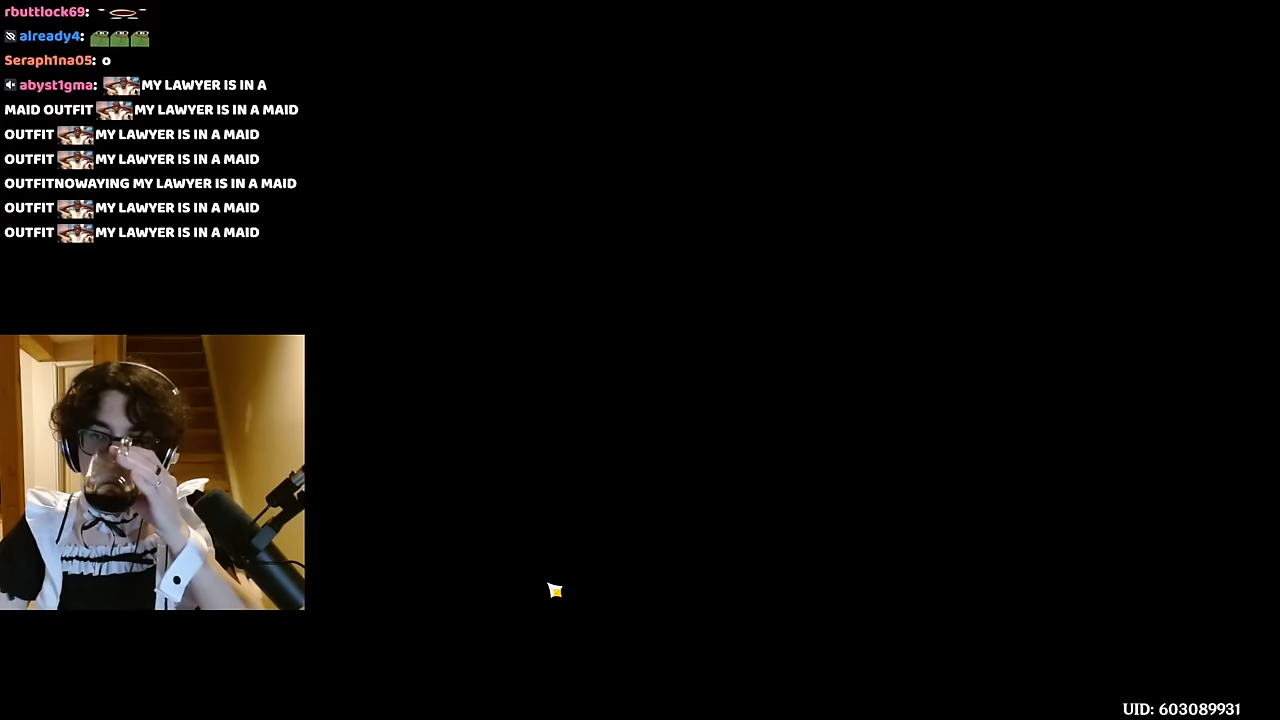 rbuttlock69:
already4:
Seraph1na05: o
abyst1gma: MY LAWYER IS IN A
MAID OUTFIT MY LAWYER IS IN A MAID
OUTFIT MY LAWYER IS IN A MAID
OUTFIT MY LAWYER IS IN A MAID
OUTFITNOWAYING MY LAWYER IS IN A MAID
OUTFIT MY LAWYER IS IN A MAID
OUTFIT MY LAWYER IS IN A MAID
UID: 603089931